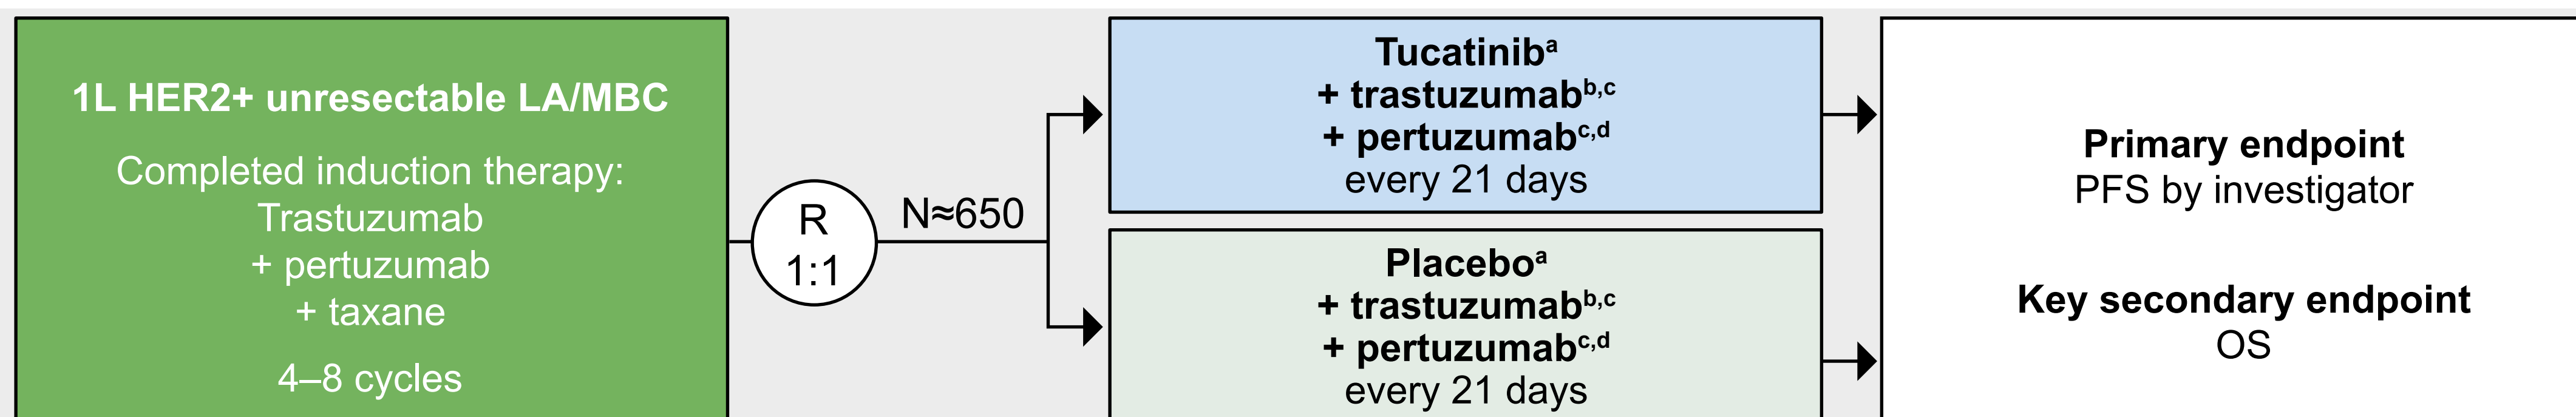 1L HER2+ unresectable LA/MBC
Completed induction therapy:
Trastuzumab
+ pertuzumab
+ taxane
4–8 cycles
R
1:1
N≈650
Tucatinibᵃ
+ trastuzumabᵇ,ᶜ
+ pertuzumabᶜ,ᵈ
every 21 days
Placeboᵃ
+ trastuzumabᵇ,ᶜ
+ pertuzumabᶜ,ᵈ
every 21 days
Primary endpoint
PFS by investigator
Key secondary endpoint
OS